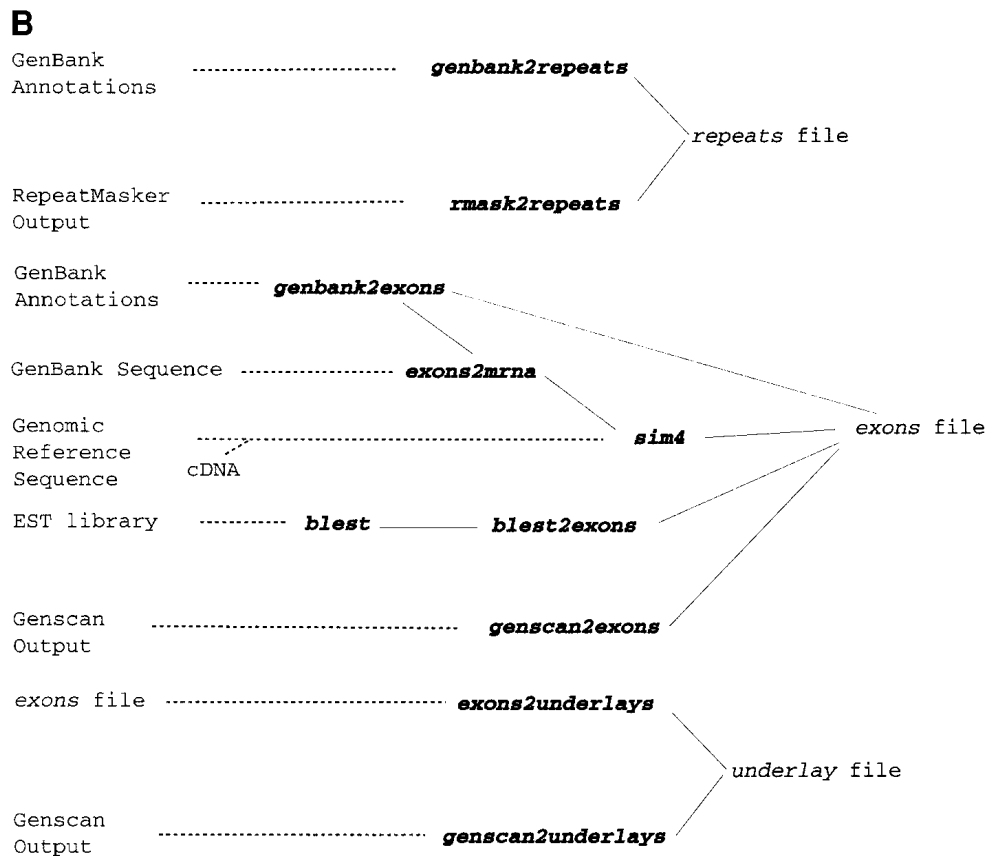 B
GenBank
Annotations
genbank2repeats
repeats file
RepeatMasker
Output
rmask2repeats
GenBank
Annotations
genbank2exons
GenBank Sequence
exons2mrna
Genomic
Reference
Sequence
cDNA
sim4
exons file
EST library
blest
blest2exons
Genscan
Output
genscan2exons
exons file
exons2underlays
underlay file
Genscan
Output
genscan2underlays